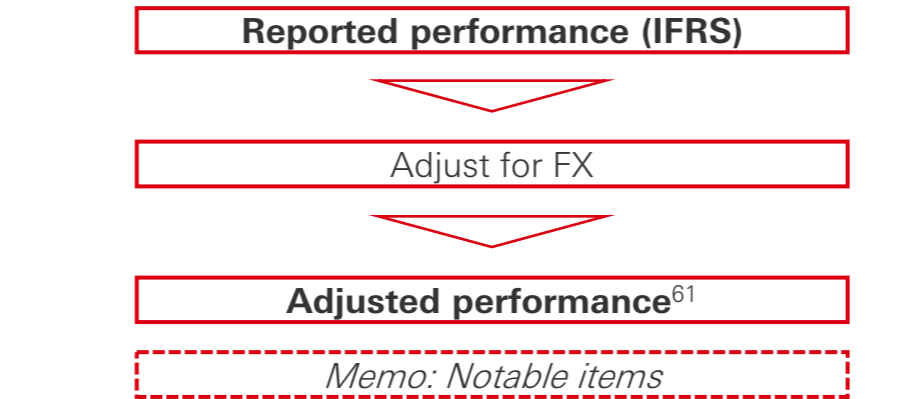 Reported performance (IFRS)
Adjust for FX
Adjusted performance61
Memo: Notable items